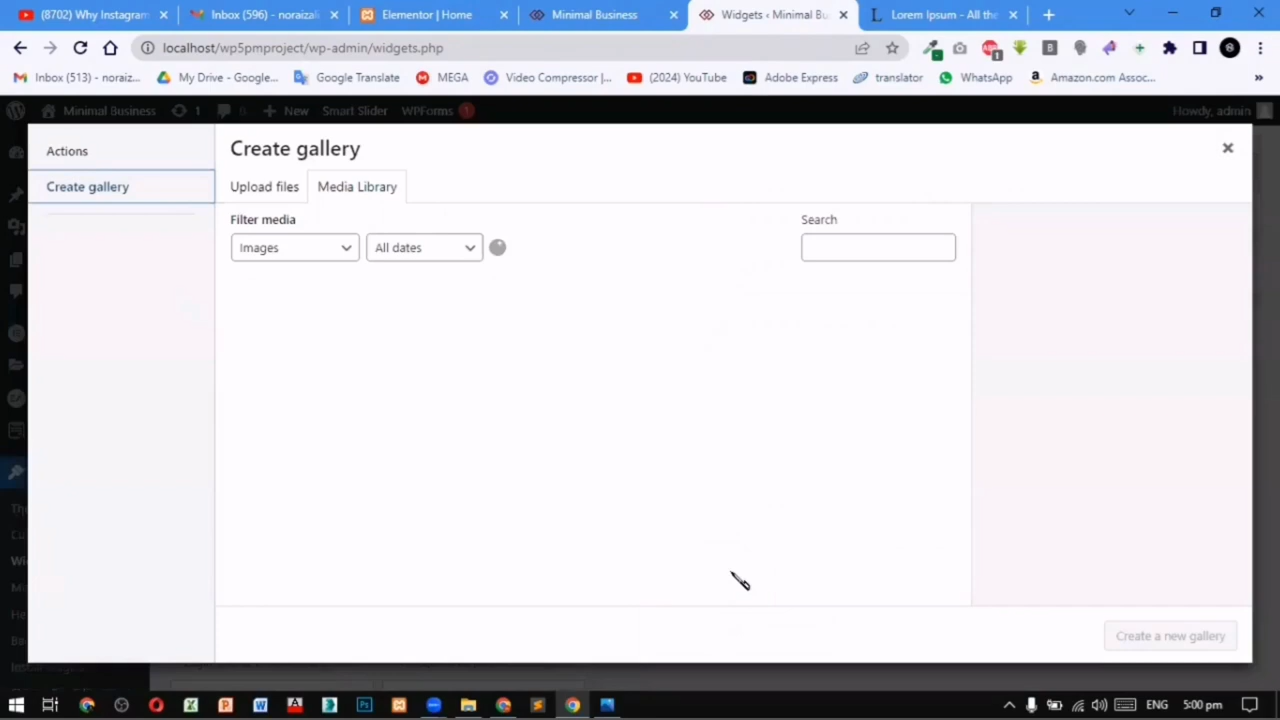 (8702) Why Instagram
Inbox (596) - noraizal
Elementor | Home
Minimal Business
Widgets ‹ Minimal Bu
Lorem Ipsum - All the
localhost/wp5pmproject/wp-admin/widgets.php
Inbox (513) - noraiz...
My Drive - Google...
Google Translate
MEGA
Video Compressor |...
(2024) YouTube
Adobe Express
translator
WhatsApp
Amazon.com Assoc...
Minimal Business
1
New
Smart Slider
WPForms 1
Howdy, admin
Actions
Create gallery
Create gallery
Upload files
Media Library
Filter media
Images
All dates
Search
Create a new gallery
ENG
5:00 pm